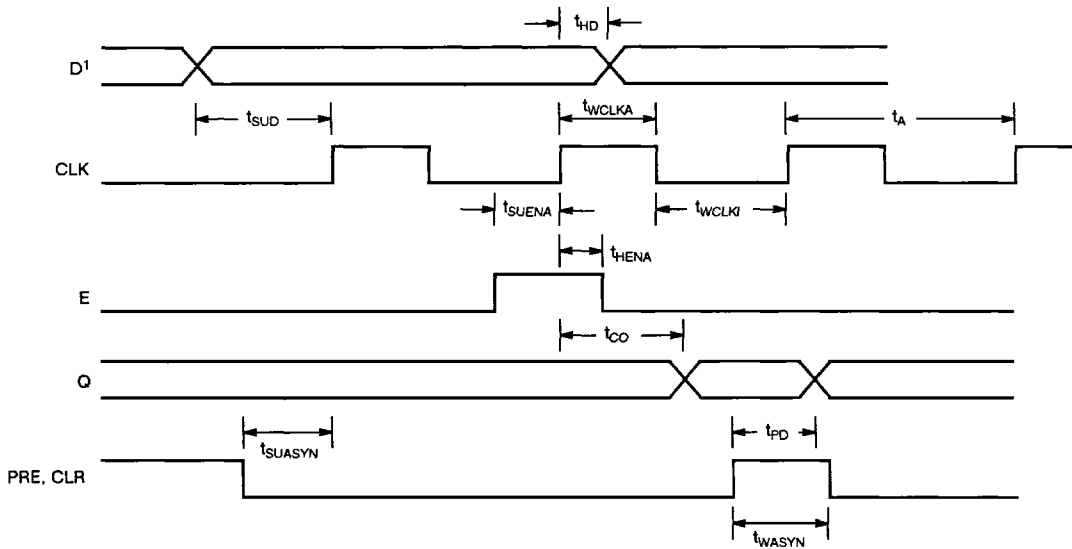 tHD
D¹
tSUD
tWCLKA
tA
CLK
tSUENA
tWCLKI
tHENA
E
tCO
Q
tPD
tSUASYN
PRE, CLR
tWASYN